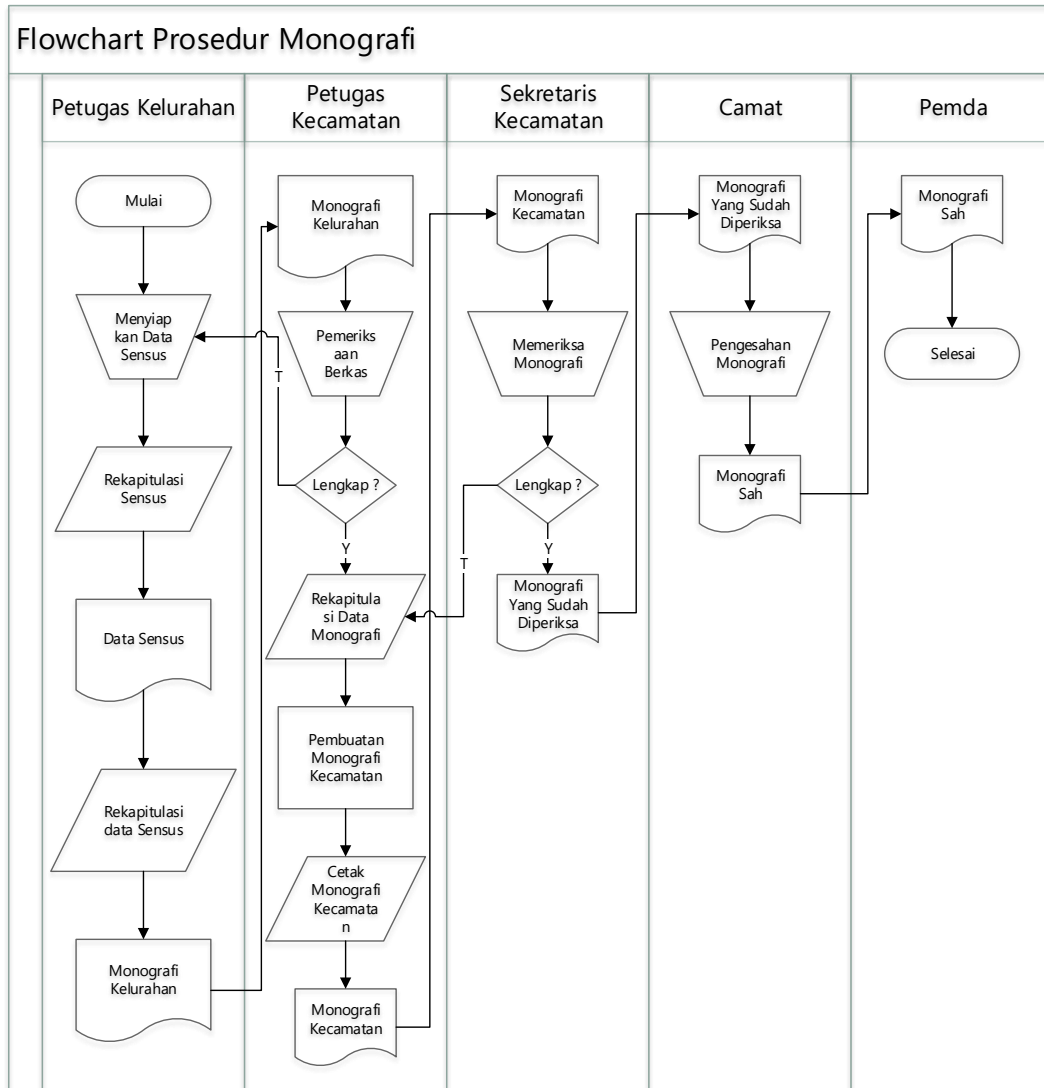 Flowchart Prosedur Monografi
Petugas Kelurahan
Petugas
Kecamatan
Sekretaris
Kecamatan
Camat
Pemda
Mulai
Menyiap
kan Data
Sensus
Rekapitulasi
Sensus
Data Sensus
Rekapitulasi
data Sensus
Monografi
Kelurahan
Monografi
Kelurahan
Pemeriks
aan
Berkas
T
Lengkap ?
Y
Rekapitula
si Data
Monografi
Pembuatan
Monografi
Kecamatan
Cetak
Monografi
Kecamata
n
Monografi
Kecamatan
Monografi
Kecamatan
Memeriksa
Monografi
Lengkap ?
T
Y
Monografi
Yang Sudah
Diperiksa
Monografi
Yang Sudah
Diperiksa
Pengesahan
Monografi
Monografi
Sah
Monografi
Sah
Selesai